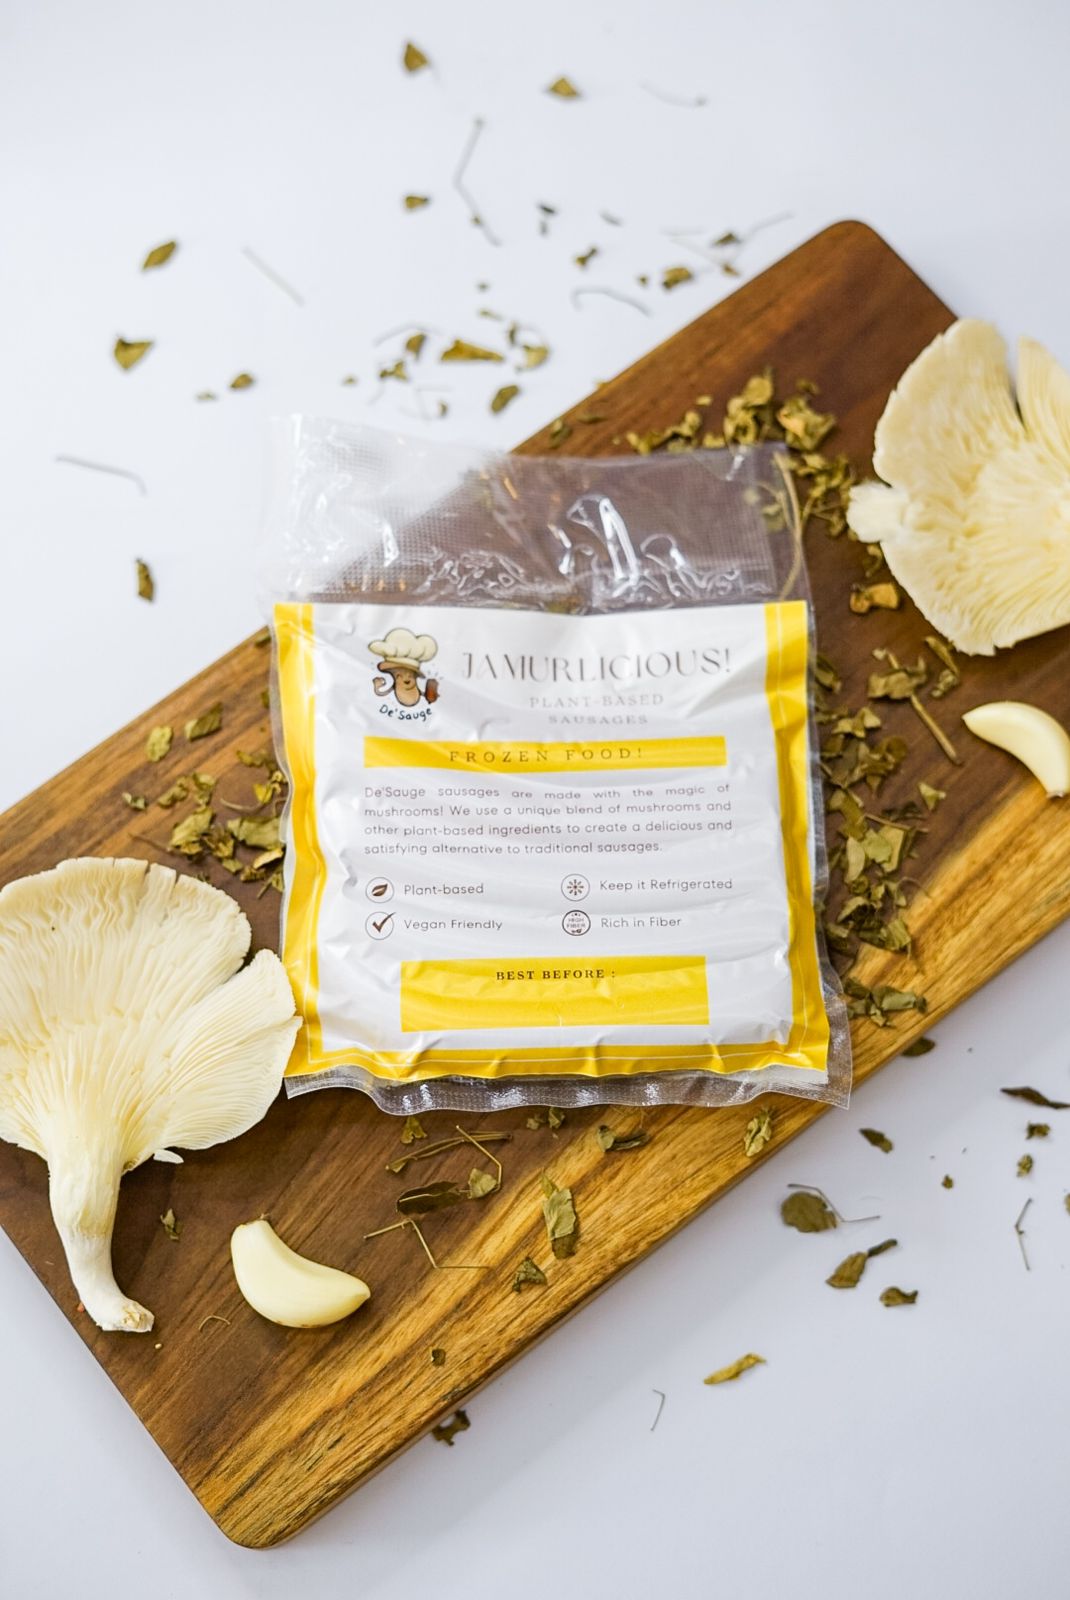 De'Sauge
JAMURLICIOUS!
PLANT-BASED
SAUSAGES
FROZEN FOOD!
De'Sauge sausages are made with the magic of
mushrooms! We use a unique blend of mushrooms and
other plant-based ingredients to create a delicious and
satisfying alternative to traditional sausages.
Plant-based
Keep it Refrigerated
Vegan Friendly
HIGH
FIBER
Rich in Fiber
BEST BEFORE :